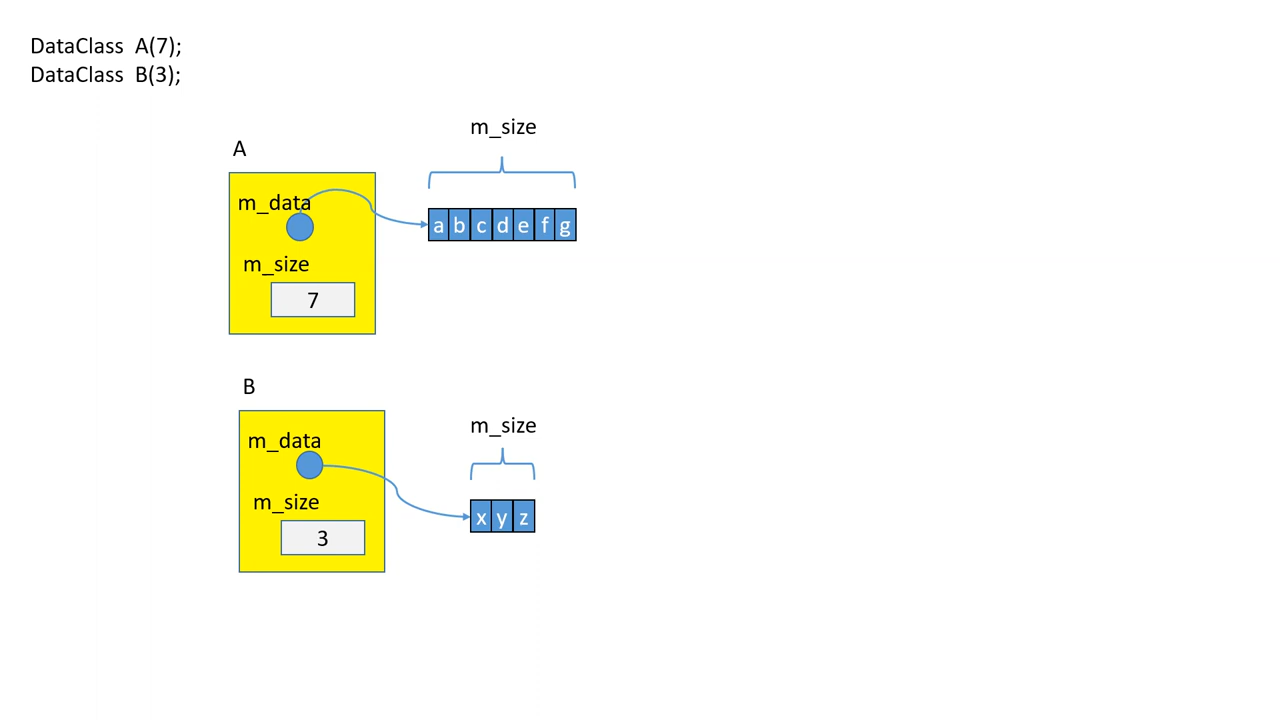 DataClass A(7);
DataClass B(3);
m_size
A
m_data
a b c d e f g
m_size
7
B
m_size
m_data
m_size
x y z
3